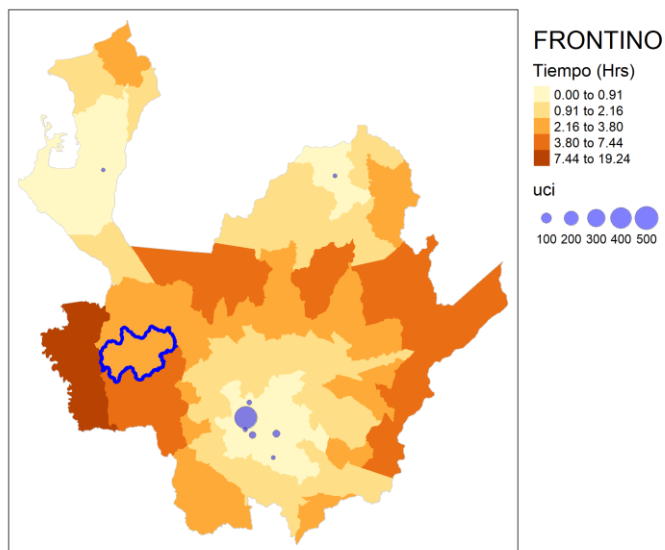 FRONTINO
Tiempo (Hrs)
0.00 to 0.91
0.91 to 2.16
2.16 to 3.80
3.80 to 7.44
7.44 to 19.24
uci
100 200 300 400 500